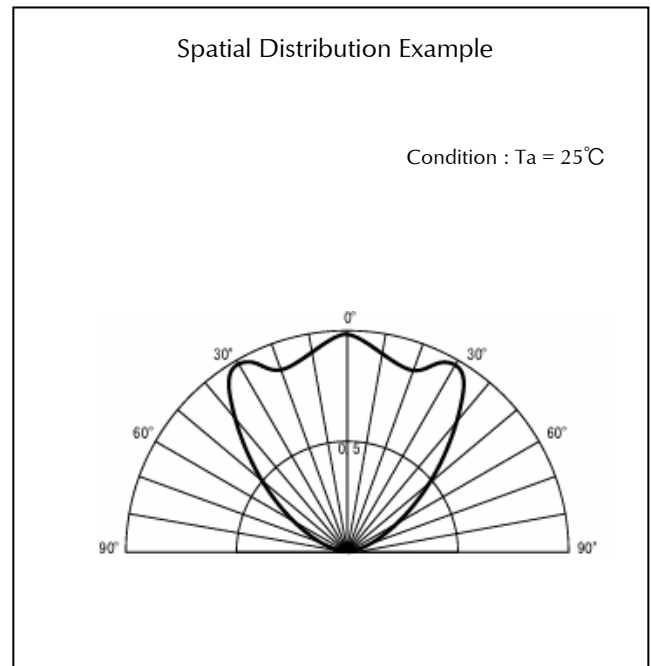 Spatial Distribution Example
Condition : Ta = 25℃
0°
30° 30°
60° 60°
0.5
90° 90°